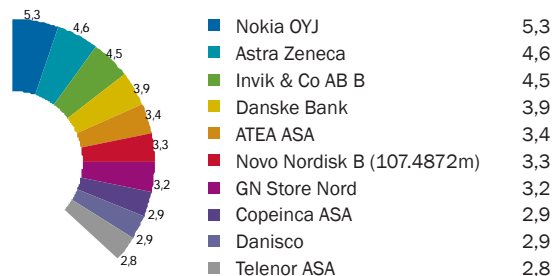 5,3
4,6
4,5
3,9
3,4
3,3
3,2
2,9
2,9
2,8
Nokia OYJ 5,3
Astra Zeneca 4,6
Invik & Co AB B 4,5
Danske Bank 3,9
ATEA ASA 3,4
Novo Nordisk B (107.4872m) 3,3
GN Store Nord 3,2
Copeinca ASA 2,9
Danisco 2,9
Telenor ASA 2,8